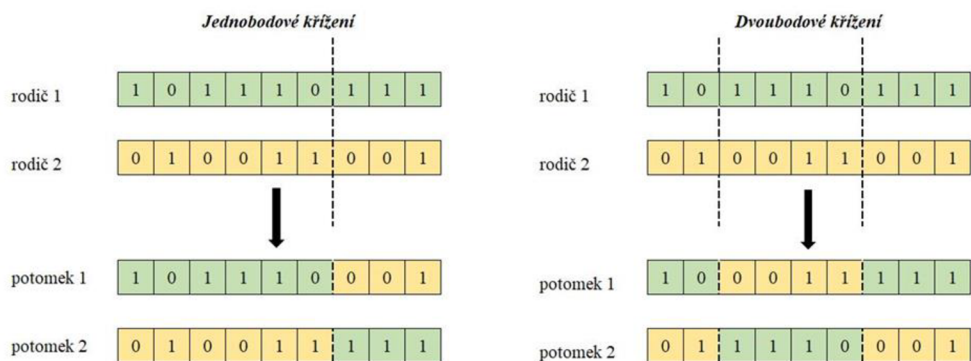 Jednobodové křížení
rodič 1 1 0 1 1 1 0 1 1 1
rodič 2 0 1 0 0 1 1 0 0 1
potomek 1 1 0 1 1 1 0 0 0 1
potomek 2 0 1 0 0 1 1 1 1 1
Dvoubodové křížení
rodič 1 1 0 1 1 1 0 1 1 1
rodič 2 0 1 0 0 1 1 0 0 1
potomek 1 1 0 0 0 1 1 1 1 1
potomek 2 0 1 1 1 1 0 0 0 1